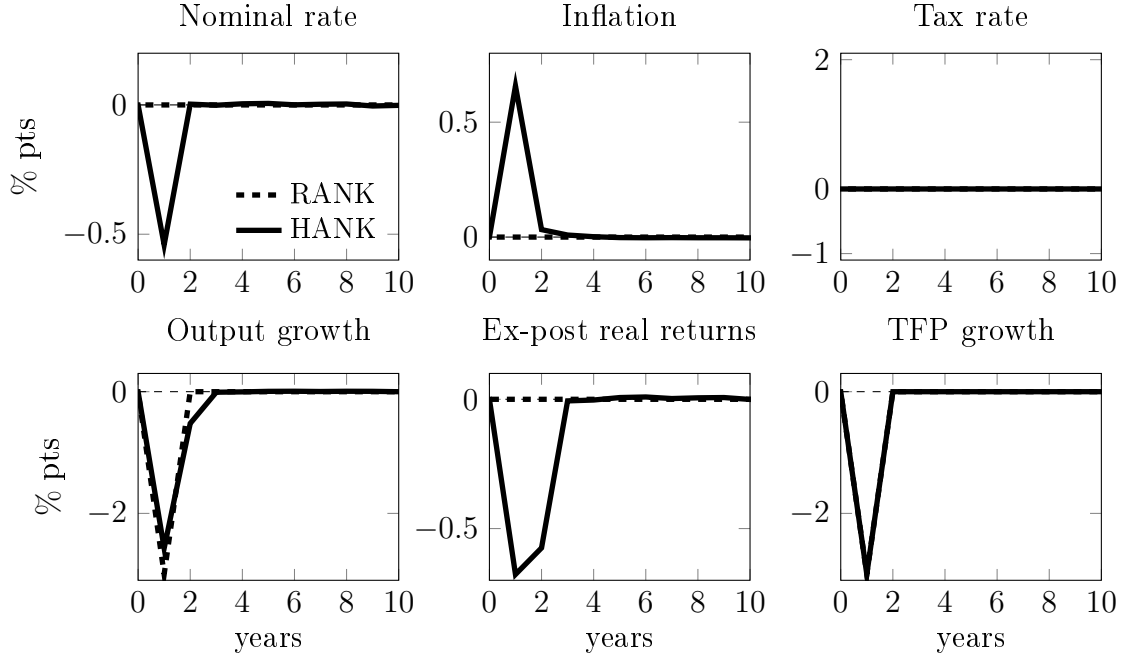 Nominal rate
Inflation
Tax rate
% pts
0
−0.5
RANK
HANK
0 2 4 6 8 10
0.5
0
0 2 4 6 8 10
2
0
−1
0 2 4 6 8 10
Output growth
Ex-post real returns
TFP growth
% pts
0
−2
0 2 4 6 8 10
years
0
−0.5
0 2 4 6 8 10
years
0
−2
0 2 4 6 8 10
years